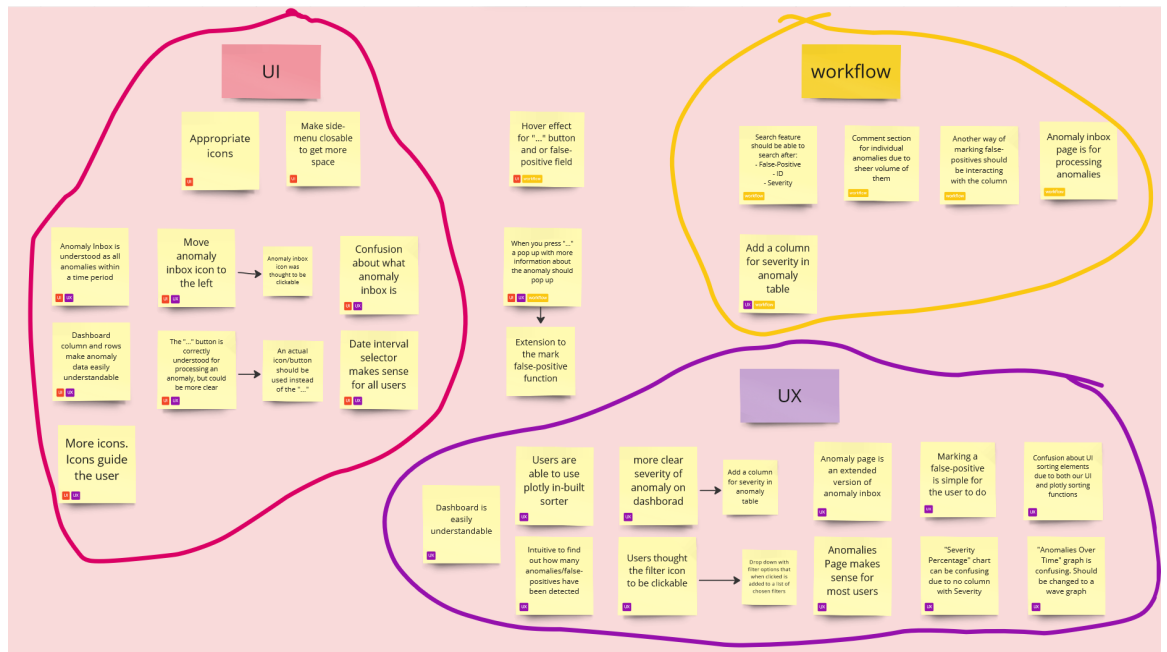 UI
Appropriate
icons
UI
Make side-
menu closable
to get more
space
UI
Anomaly Inbox is
understood as all
anomalies within
a time period
UI UX
Move
anomaly
inbox icon to
the left
UI UX
Anomaly inbox
icon was
thought to be
clickable
Confusion
about what
anomaly
inbox is
UI UX
Dashboard
column and rows
make anomaly
data easily
understandable
UI UX
The "..." button is
correctly
understood for
processing an
anomaly, but could
be more clear
UI UX
An actual
icon/button
should be
used instead
of the "..."
Date interval
selector
makes sense
for all users
UI UX
More icons.
Icons guide
the user
UI UX
Hover effect
for "..." button
and or false-
positive field
UI workflow
When you press "..."
a pop up with more
information about
the anomaly should
pop up
UI UX workflow
Extension to
the mark
false-positive
function
workflow
Search feature
should be able to
search after:
- False-Positive
- ID
- Severity
workflow
Comment section
for individual
anomalies due to
sheer volume of
them
workflow
Another way of
marking false-
positives should
be interacting
with the column
workflow
Anomaly inbox
page is for
processing
anomalies
workflow
Add a column
for severity in
anomaly
table
UX workflow
UX
Dashboard is
easily
understandable
UX
Users are
able to use
plotly in-built
sorter
UX
more clear
severity of
anomaly on
dashborad
UX
Add a column
for severity in
anomaly
table
Anomaly page is
an extended
version of
anomaly inbox
UX
Marking a
false-positive
is simple for
the user to do
UX
Confusion about UI
sorting elements
due to both our UI
and plotly sorting
functions
UX
Intuitive to find
out how many
anomalies/false-
positives have
been detected
UX
Users thought
the filter icon
to be clickable
UX
Drop down with
filter options that
when clicked is
added to a list of
chosen filters
Anomalies
Page makes
sense for
most users
UX
"Severity
Percentage" chart
can be confusing
due to no column
with Severity
UX
"Anomalies Over
Time" graph is
confusing. Should
be changed to a
wave graph
UX